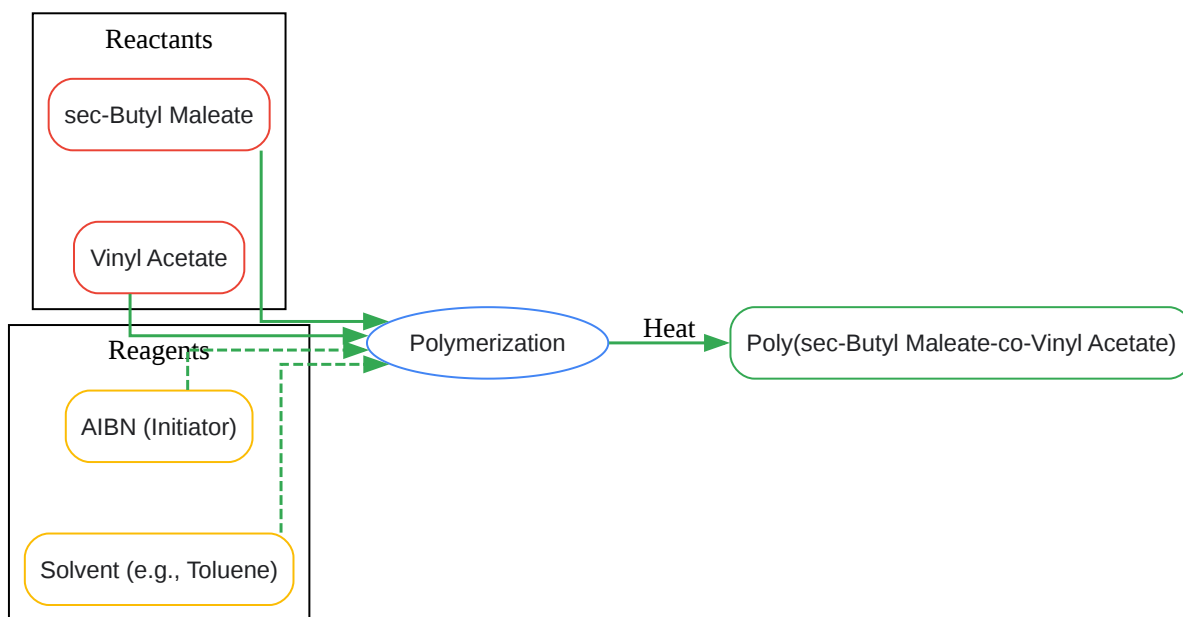 Reactants
sec-Butyl Maleate
Vinyl Acetate
Reagents
AIBN (Initiator)
Solvent (e.g., Toluene)
Polymerization
Heat
Poly(sec-Butyl Maleate-co-Vinyl Acetate)